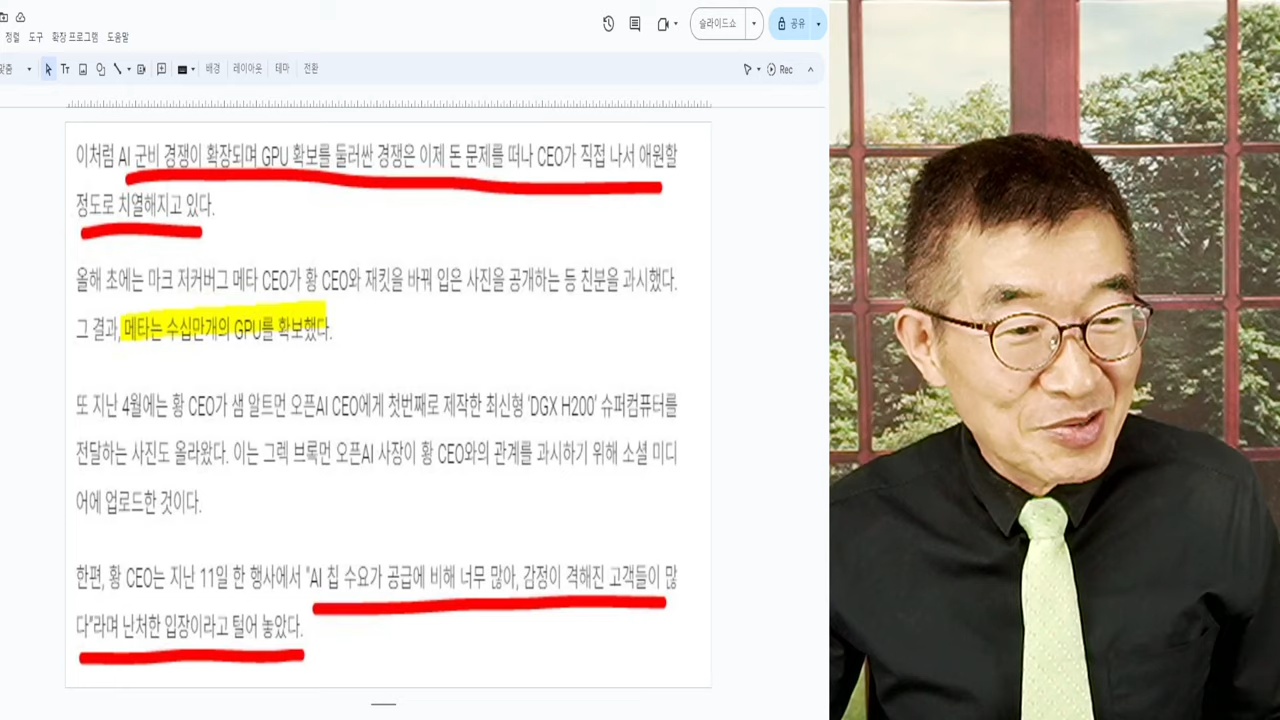 정렬 도구 확장 프로그램 도움말
슬라이드쇼
공유
맞춤
배경 레이아웃 테마 전환
Rec
이처럼 AI 군비 경쟁이 확장되며 GPU 확보를 둘러싼 경쟁은 이제 돈 문제를 떠나 CEO가 직접 나서 애원할
정도로 치열해지고 있다.
올해 초에는 마크 저커버그 메타 CEO가 황 CEO와 재킷을 바꿔 입은 사진을 공개하는 등 친분을 과시했다.
그 결과, 메타는 수십만개의 GPU를 확보했다.
또 지난 4월에는 황 CEO가 샘 알트먼 오픈AI CEO에게 첫번째로 제작한 최신형 ‘DGX H200’ 슈퍼컴퓨터를
전달하는 사진도 올라왔다. 이는 그렉 브록먼 오픈AI 사장이 황 CEO와의 관계를 과시하기 위해 소셜 미디
어에 업로드한 것이다.
한편, 황 CEO는 지난 11일 한 행사에서 "AI 칩 수요가 공급에 비해 너무 많아, 감정이 격해진 고객들이 많
다"라며 난처한 입장이라고 털어 놓았다.